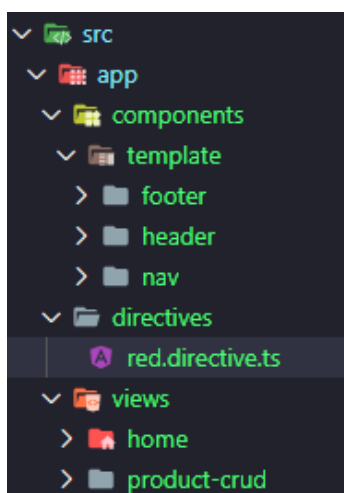 src
app
components
template
footer
header
nav
directives
red.directive.ts
views
home
product-crud